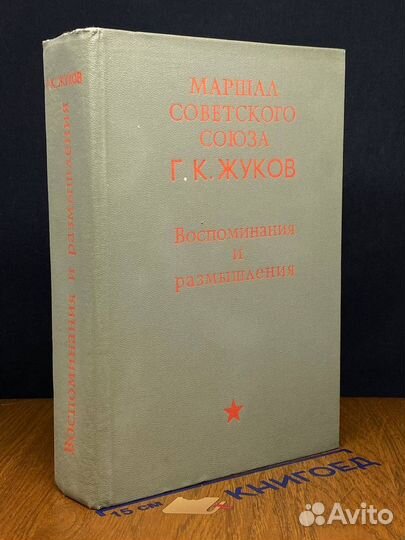 МАРШАЛ
СОВЕТСКОГО
СОЮЗА
Г.К.ЖУКОВ
Воспоминания
и
размышления
Г.К.ЖУКОВ
Воспоминания и размышления
15 см
КНИГОЕД
Avito